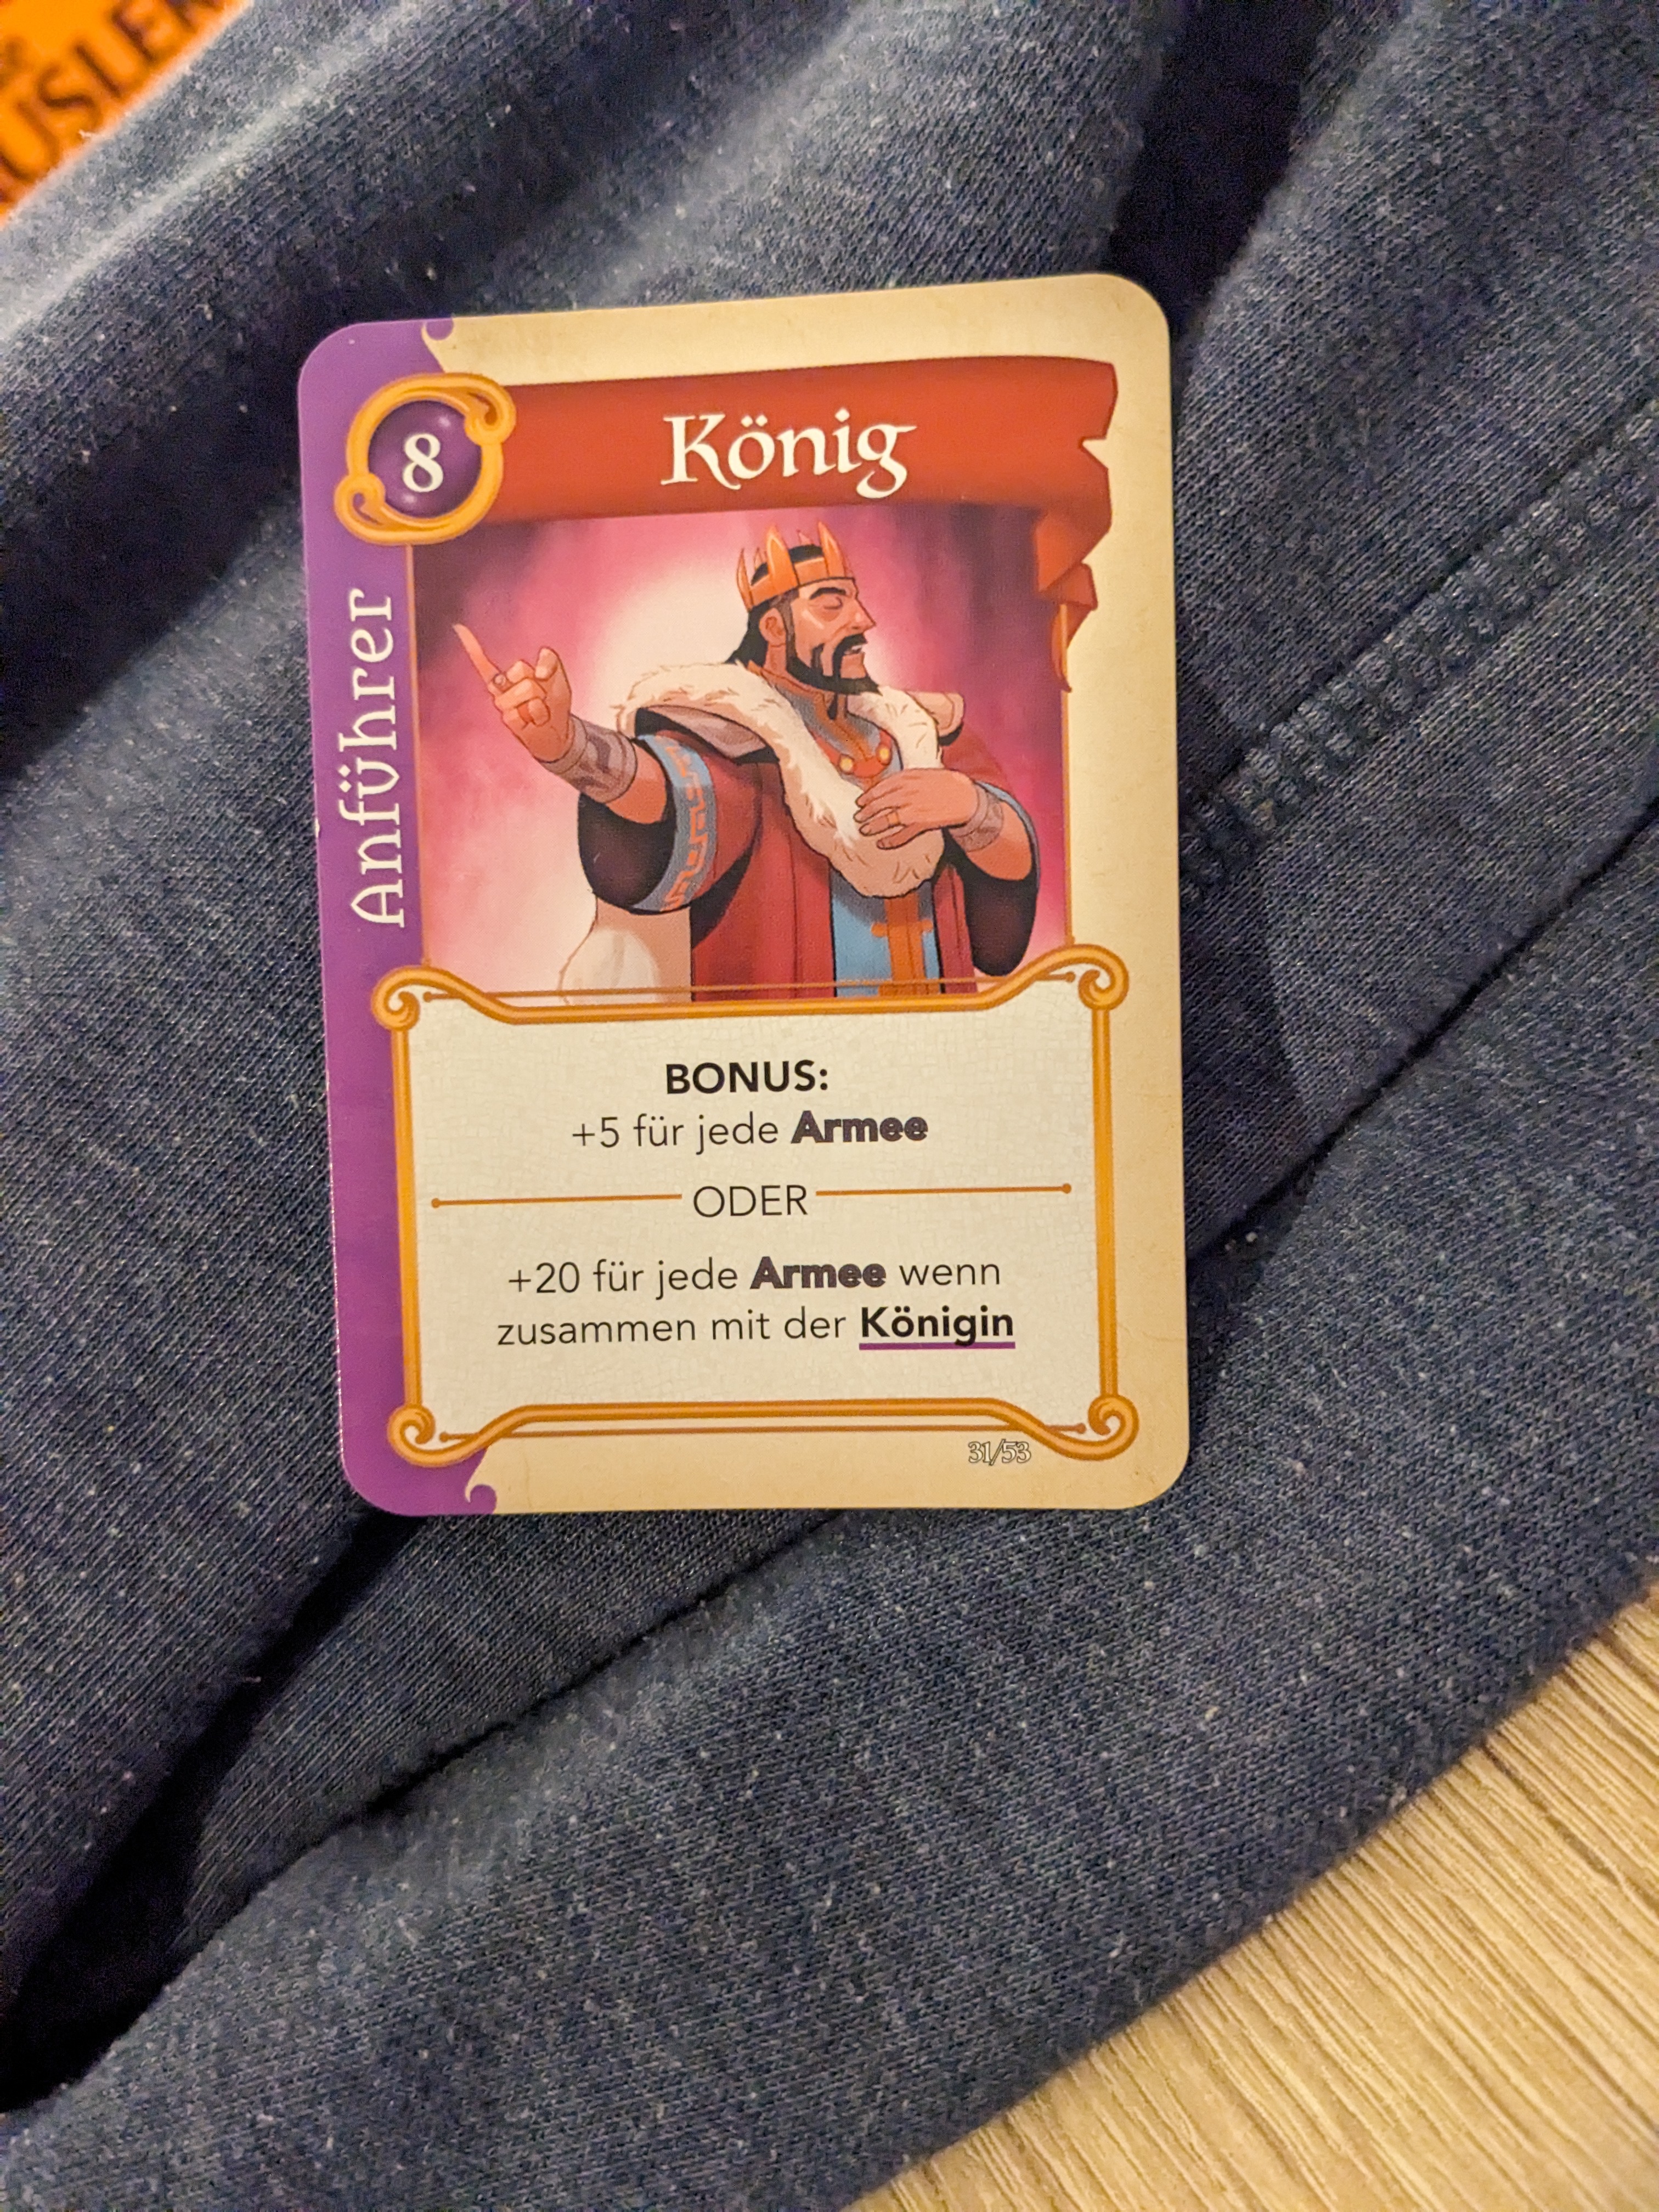 8
König
Anführer
BONUS:
+5 für jede Armee
ODER
+20 für jede Armee wenn
zusammen mit der Königin
31/53